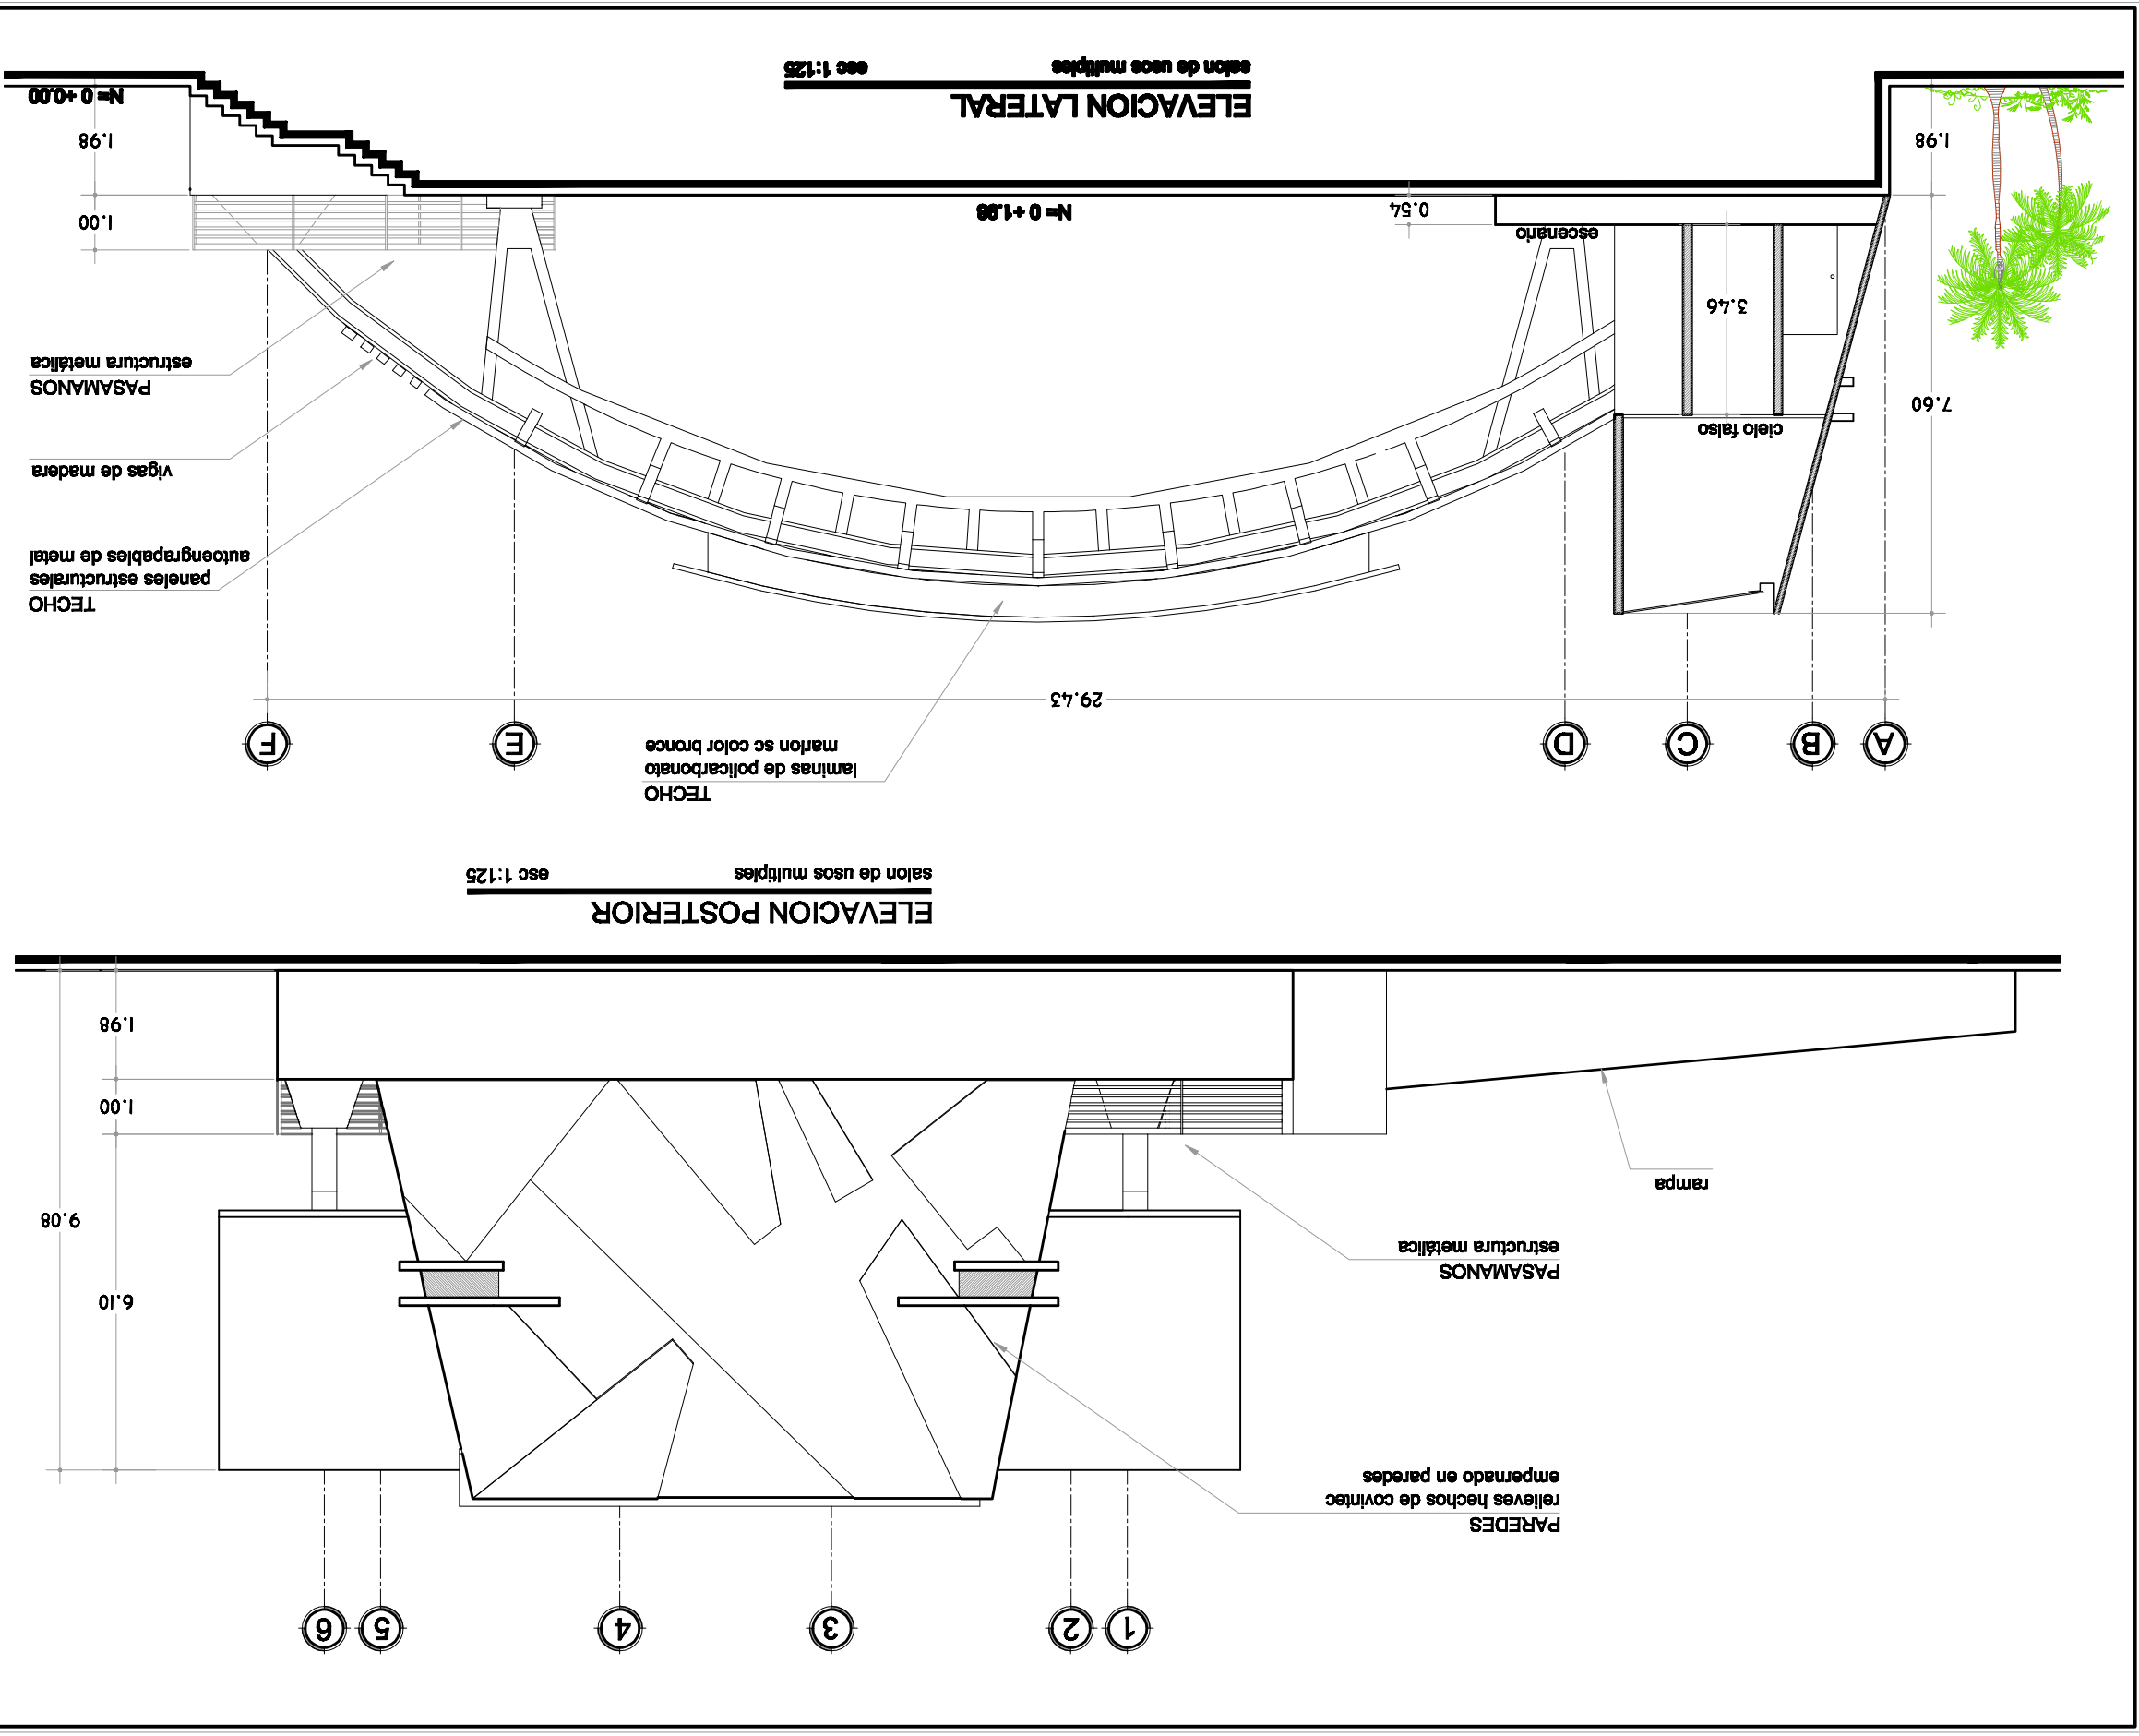 1 2 3 4 5 6
PAREDES
relieves hechos de covintec
empernado en paredes
6.10
PASAMANOS
estructura metálica
9.08
rampa
1.00
1.98
ELEVACION POSTERIOR
salon de usos multiples esc 1:125
TECHO
laminas de policarbonato
marlon sc color bronce
A B C D E F
29.43
TECHO
paneles estructurales
autoengrapables de metal
vigas de madera
cielo falso
7.60
PASAMANOS
estructura metálica
3.46
escenario
0.54
N= 0 +1.98
1.00
1.98
1.98
N= 0 +0.00
ELEVACION LATERAL
salon de usos multiples esc 1:125